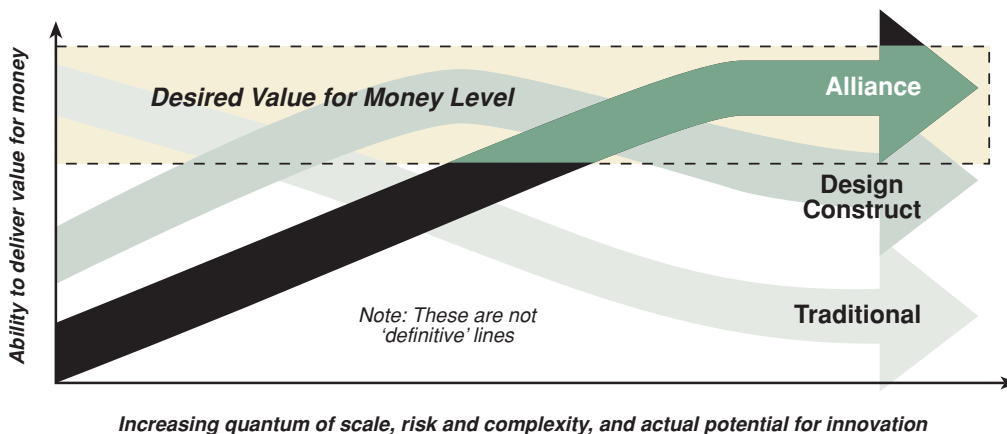 Ability to deliver value for money
Desired Value for Money Level
Alliance
Design
Construct
Traditional
Note: These are not
‘definitive’ lines
Increasing quantum of scale, risk and complexity, and actual potential for innovation